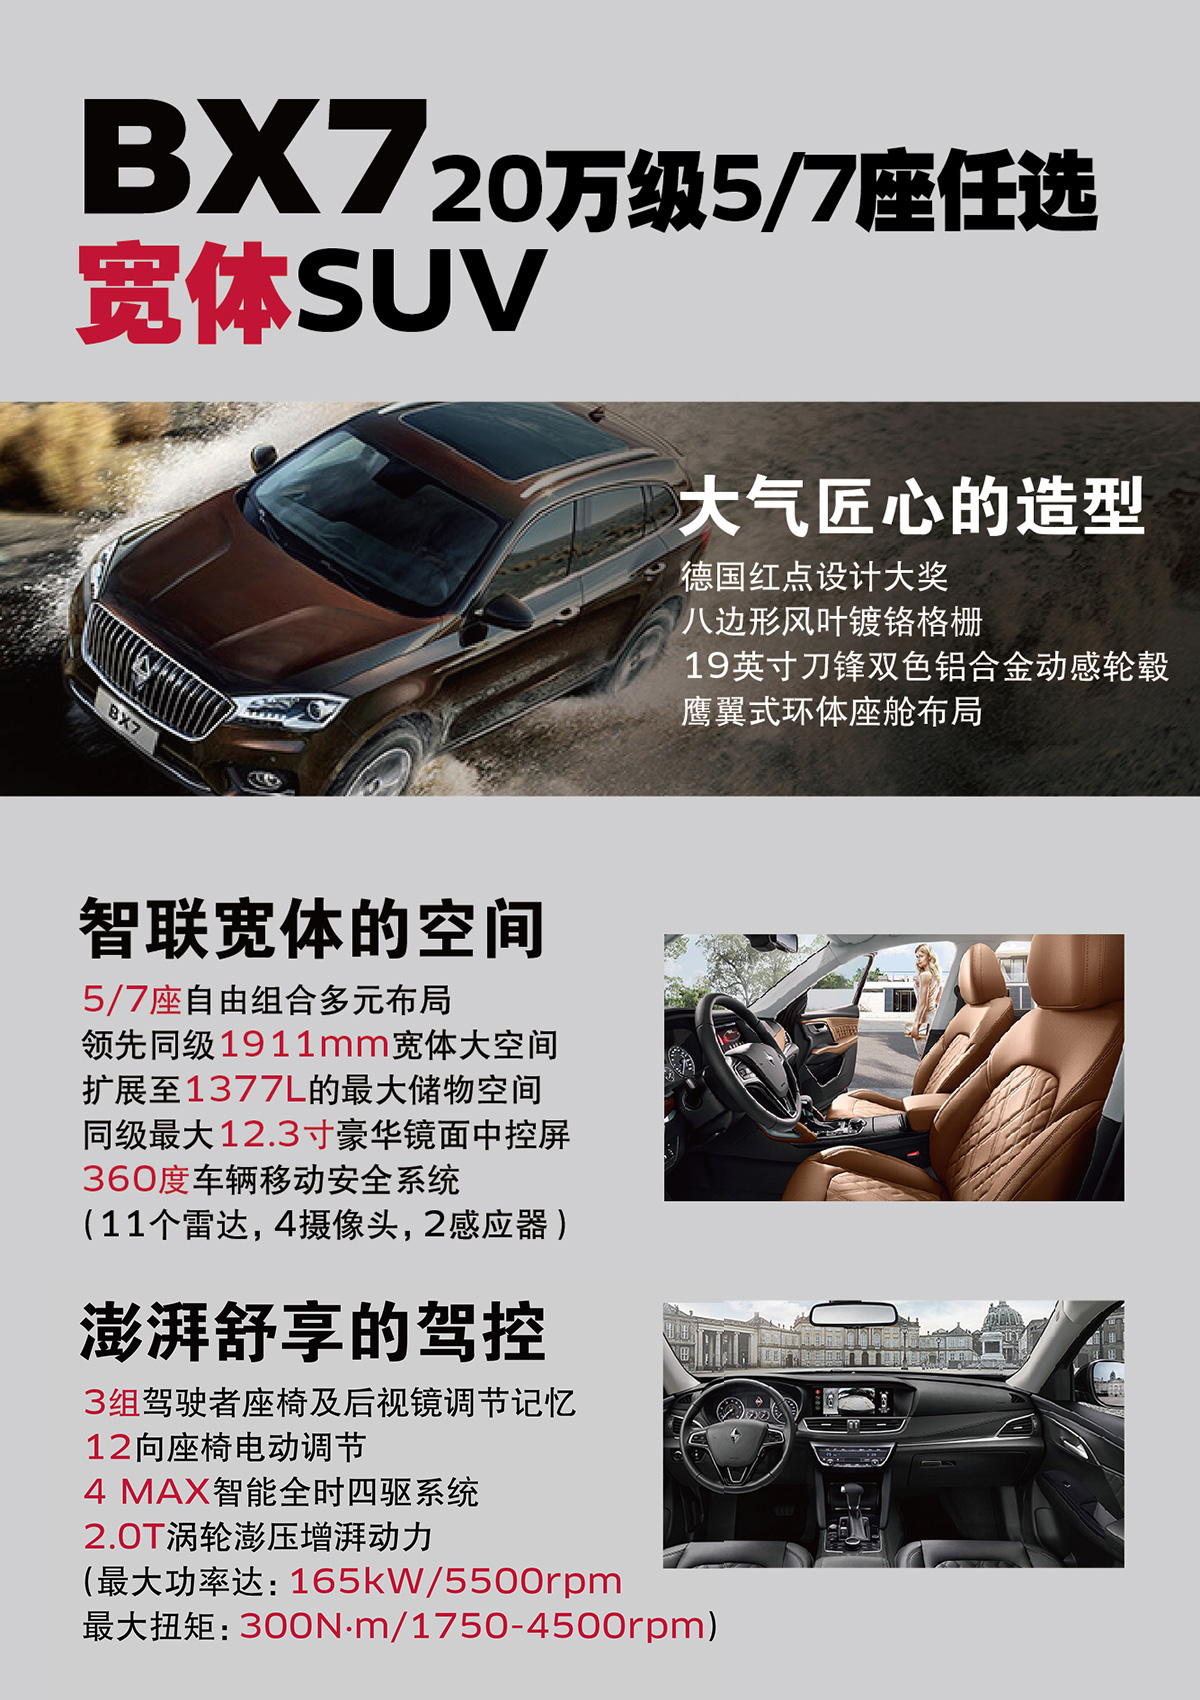 BX7 20万级5/7座任选
宽体SUV
大气匠心的造型
德国红点设计大奖
八边形风叶镀铬格栅
19英寸刀锋双色铝合金动感轮毂
鹰翼式环体座舱布局
BX7
智联宽体的空间
5/7座自由组合多元布局
领先同级1911mm宽体大空间
扩展至1377L的最大储物空间
同级最大12.3寸豪华镜面中控屏
360度车辆移动安全系统
(11个雷达, 4摄像头, 2感应器)
澎湃舒享的驾控
3组驾驶者座椅及后视镜调节记忆
12向座椅电动调节
4 MAX智能全时四驱系统
2.0T涡轮澎压增湃动力
(最大功率达: 165kW/5500rpm
最大扭矩: 300N·m/1750-4500rpm)